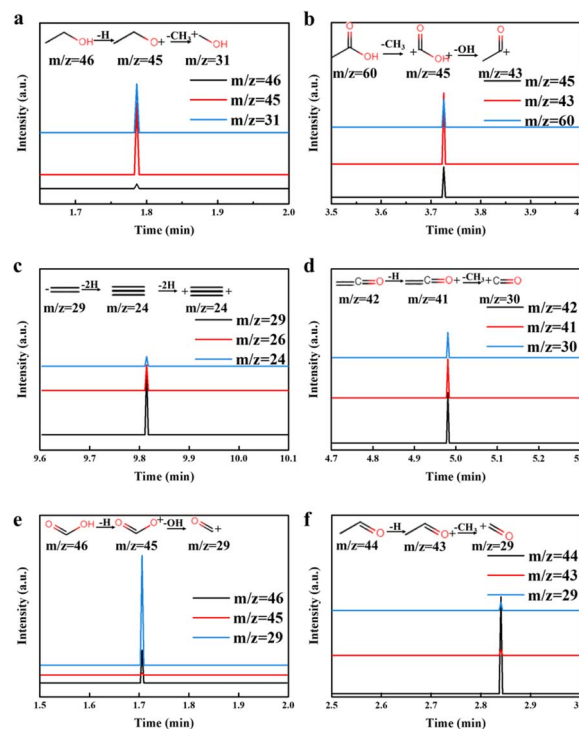 a
-H
-CH₃
OH
O+
+
OH
m/z=46
m/z=45
m/z=31
m/z=46
m/z=45
m/z=31
Intensity (a.u.)
1.7
1.8
1.9
2.0
Time (min)
b
O
-CH₃
O
-OH
O
OH
+
OH
+
m/z=60
m/z=45
m/z=43
m/z=45
m/z=43
m/z=60
Intensity (a.u.)
3.5
3.6
3.7
3.8
3.9
Time (min)
c
-2H
-2H
+
+
m/z=29
m/z=24
m/z=24
m/z=29
m/z=26
m/z=24
Intensity (a.u.)
9.6
9.7
9.8
9.9
10.0
10.1
Time (min)
d
=C=O
-H
=C=O+
-CH₃
+C=O
m/z=42
m/z=41
m/z=30
m/z=42
m/z=41
m/z=30
Intensity (a.u.)
4.7
4.8
4.9
5.0
5.1
5.2
Time (min)
e
O
OH
-H
O
O+
-OH
O
+
m/z=46
m/z=45
m/z=29
m/z=46
m/z=45
m/z=29
Intensity (a.u.)
1.5
1.6
1.7
1.8
1.9
2.0
Time (min)
f
O
-H
O+
-CH₃
+
O
m/z=44
m/z=43
m/z=29
m/z=44
m/z=43
m/z=29
Intensity (a.u.)
2.5
2.6
2.7
2.8
2.9
Time (min)